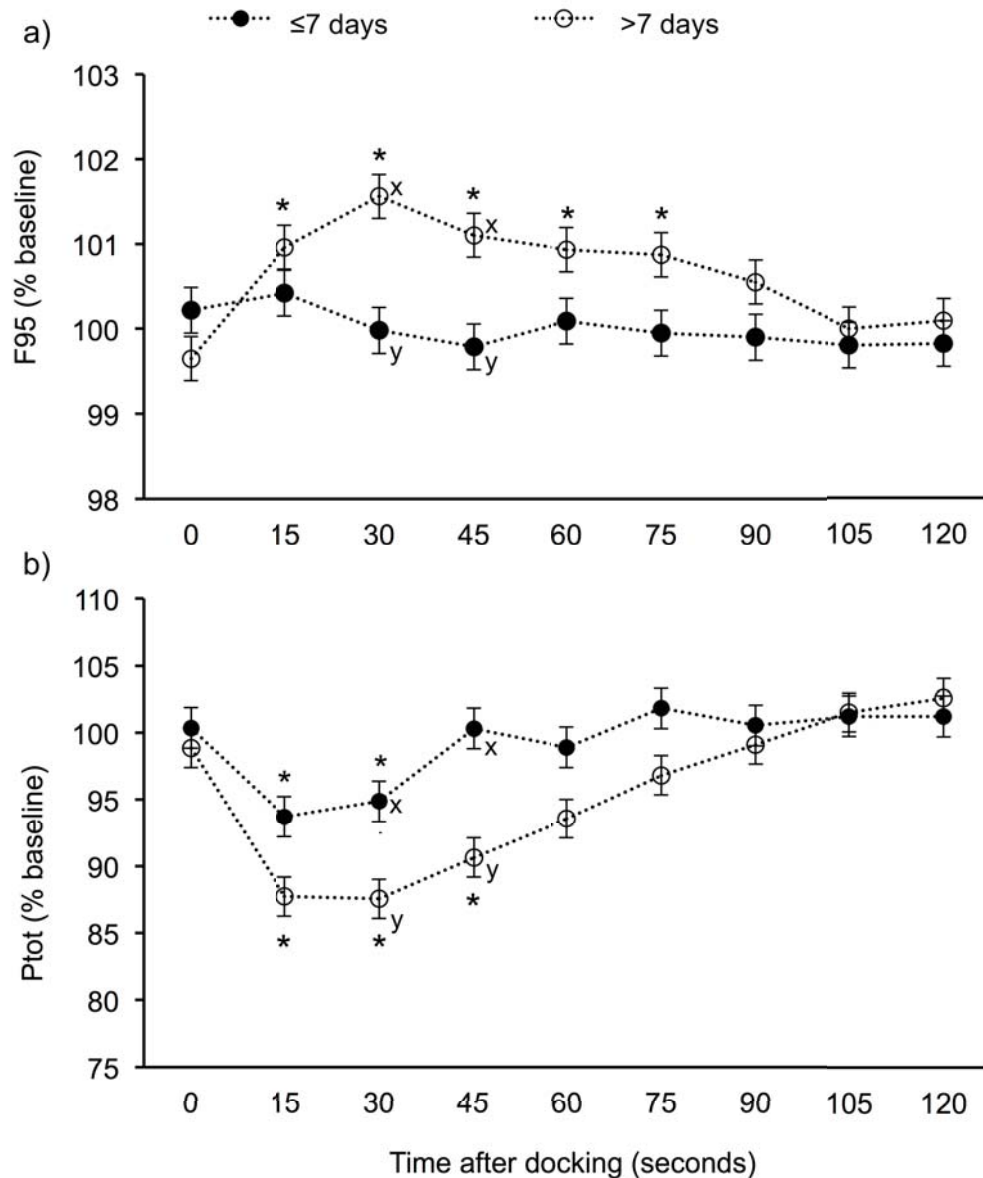 a) ≤7 days >7 days
103
* x
102
* * * *
x
101
F95 (% baseline)
100
y y
99
98
0 15 30 45 60 75 90 105 120
b)
110
105
100
* * x
95
x
Ptot (% baseline)
90
y
y *
* *
85
80
75
0 15 30 45 60 75 90 105 120
Time after docking (seconds)